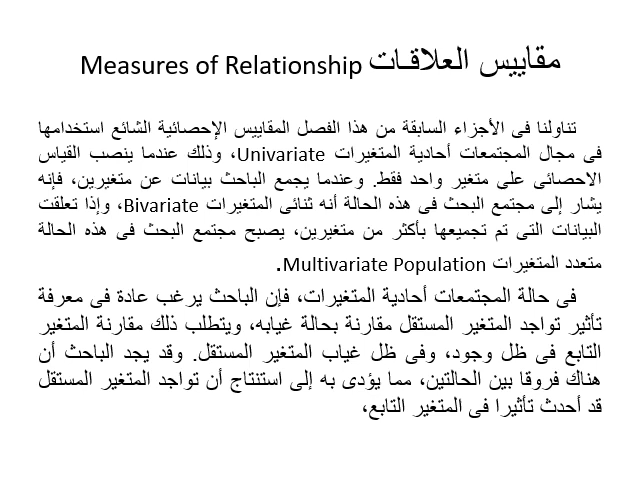 مقاييس العلاقـات Measures of Relationship
تناولنا فى الأجزاء السابقة من هذا الفصل المقاييس الإحصائية الشائع استخدامها
فى مجال المجتمعات أحادية المتغيرات Univariate، وذلك عندما ينصب القياس
الاحصائى على متغير واحد فقط. وعندما يجمع الباحث بيانات عن متغيرين، فإنه
يشار إلى مجتمع البحث فى هذه الحالة أنه ثنائى المتغيرات Bivariate، وإذا تعلقت
البيانات التى تم تجميعها بأكثر من متغيرين، يصبح مجتمع البحث فى هذه الحالة
متعدد المتغيرات Multivariate Population.
فى حالة المجتمعات أحادية المتغيرات، فإن الباحث يرغب عادة فى معرفة
تأثير تواجد المتغير المستقل مقارنة بحالة غيابه، ويتطلب ذلك مقارنة المتغير
التابع فى ظل وجود، وفى ظل غياب المتغير المستقل. وقد يجد الباحث أن
هناك فروقا بين الحالتين، مما يؤدى به إلى استنتاج أن تواجد المتغير المستقل
قد أحدث تأثيرا فى المتغير التابع،